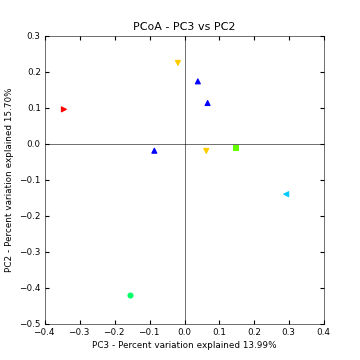 PCoA - PC3 vs PC2
PC2 - Percent variation explained 15.70%
0.3
0.2
0.1
0.0
−0.1
−0.2
−0.3
−0.4
−0.5
−0.4 −0.3 −0.2 −0.1 0.0 0.1 0.2 0.3 0.4
PC3 - Percent variation explained 13.99%